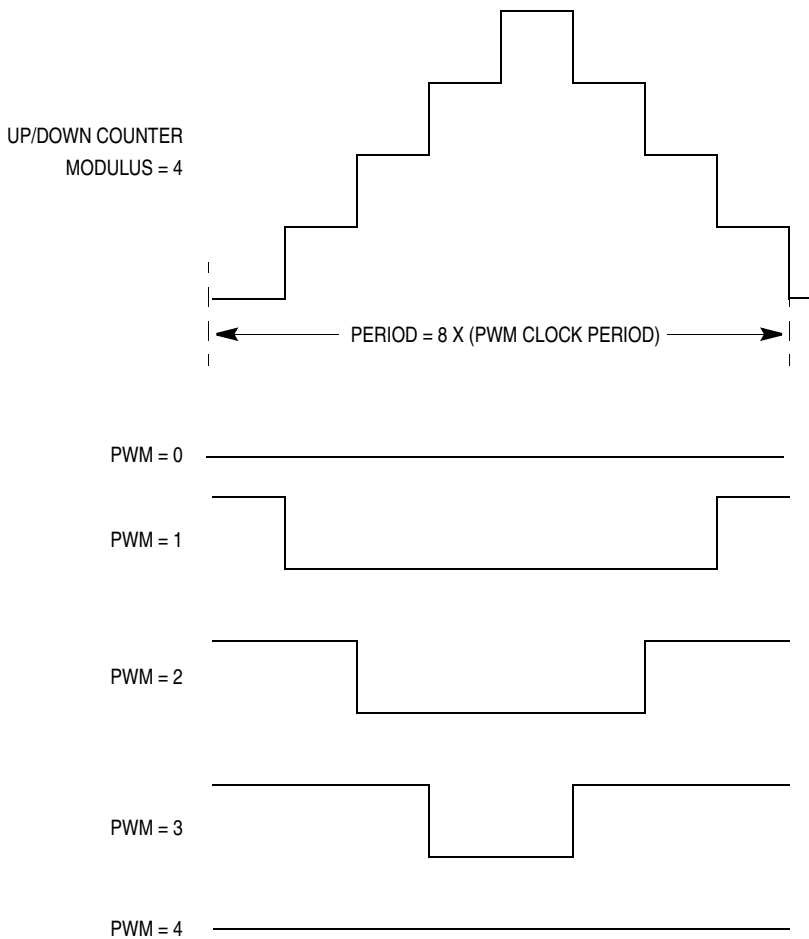 UP/DOWN COUNTER
MODULUS = 4
PERIOD = 8 X (PWM CLOCK PERIOD)
PWM = 0
PWM = 1
PWM = 2
PWM = 3
PWM = 4